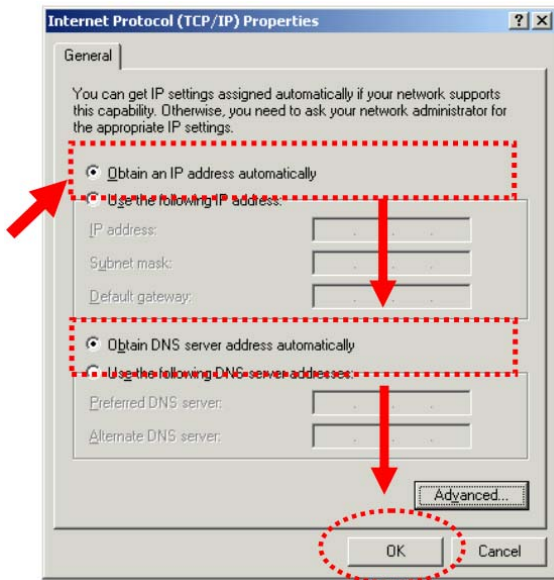 Internet Protocol (TCP/IP) Properties
General
You can get IP settings assigned automatically if your network supports
this capability. Otherwise, you need to ask your network administrator for
the appropriate IP settings.
Obtain an IP address automatically
Use the following IP address:
IP address:
Subnet mask:
Default gateway:
Obtain DNS server address automatically
Use the following DNS server addresses:
Preferred DNS server:
Alternate DNS server:
Advanced...
OK Cancel